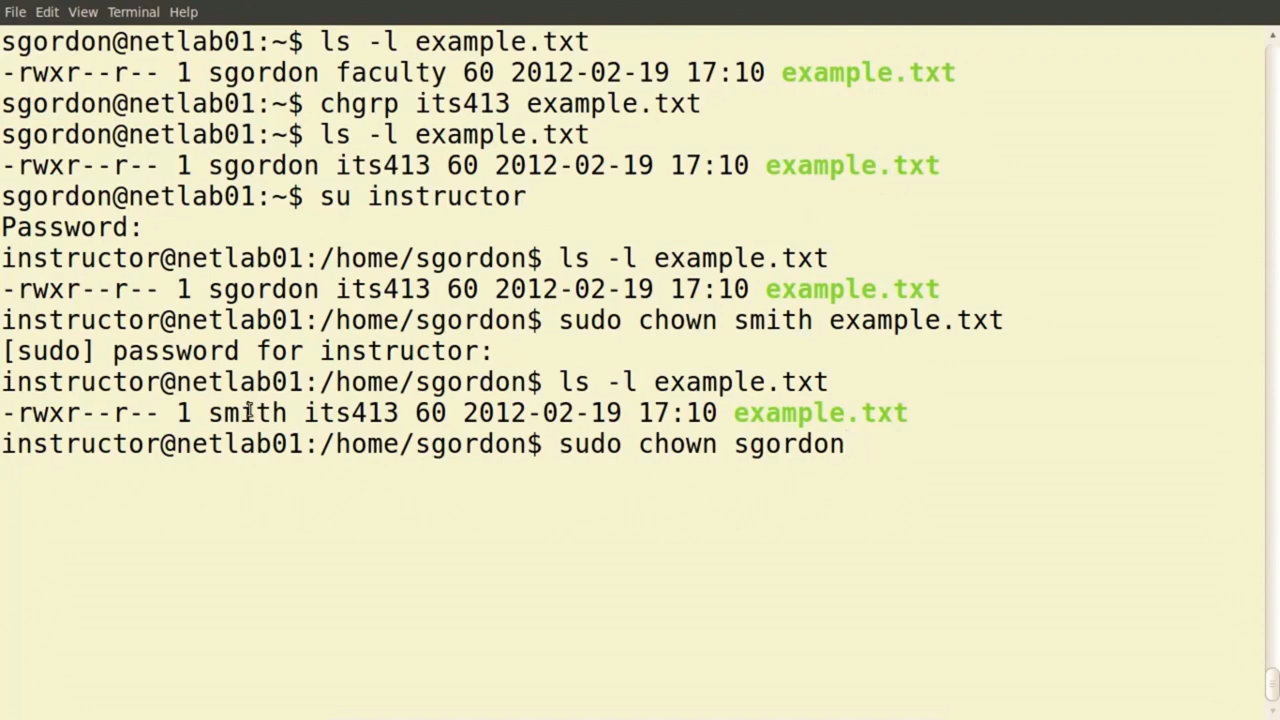 File Edit View Terminal Help
sgordon@netlab01:~$ ls -l example.txt
-rwxr--r-- 1 sgordon faculty 60 2012-02-19 17:10 example.txt
sgordon@netlab01:~$ chgrp its413 example.txt
sgordon@netlab01:~$ ls -l example.txt
-rwxr--r-- 1 sgordon its413 60 2012-02-19 17:10 example.txt
sgordon@netlab01:~$ su instructor
Password:
instructor@netlab01:/home/sgordon$ ls -l example.txt
-rwxr--r-- 1 sgordon its413 60 2012-02-19 17:10 example.txt
instructor@netlab01:/home/sgordon$ sudo chown smith example.txt
[sudo] password for instructor:
instructor@netlab01:/home/sgordon$ ls -l example.txt
-rwxr--r-- 1 smith its413 60 2012-02-19 17:10 example.txt
instructor@netlab01:/home/sgordon$ sudo chown sgordon